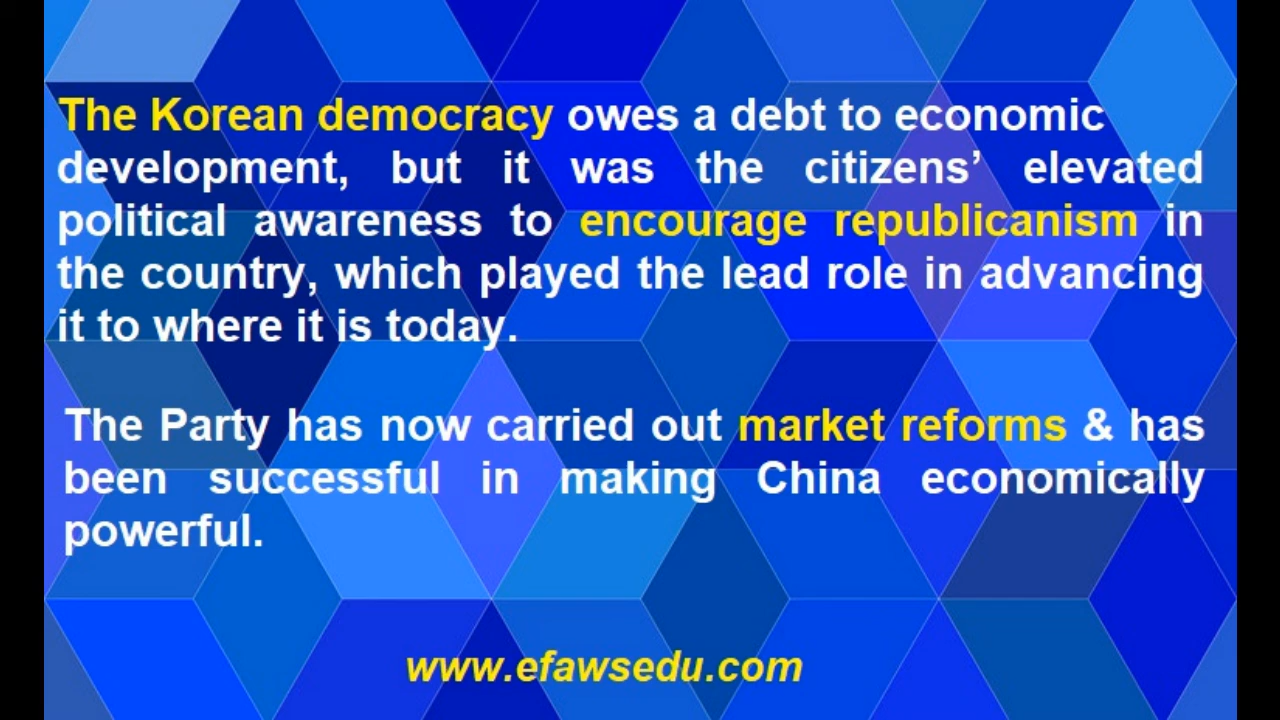 The Korean democracy owes a debt to economic
development, but it was the citizens’ elevated
political awareness to encourage republicanism in
the country, which played the lead role in advancing
it to where it is today.
The Party has now carried out market reforms & has
been successful in making China economically
powerful.
www.efawsedu.com